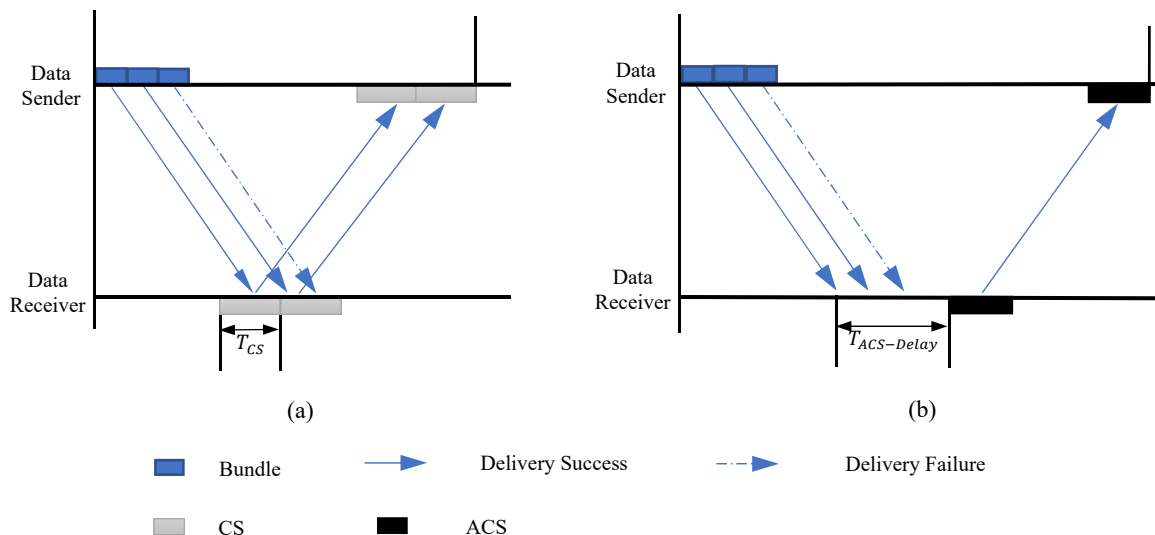 Data
Sender
Data
Receiver
T_CS
(a)
Data
Sender
Data
Receiver
T_ACS−Delay
(b)
Bundle
Delivery Success
Delivery Failure
CS
ACS